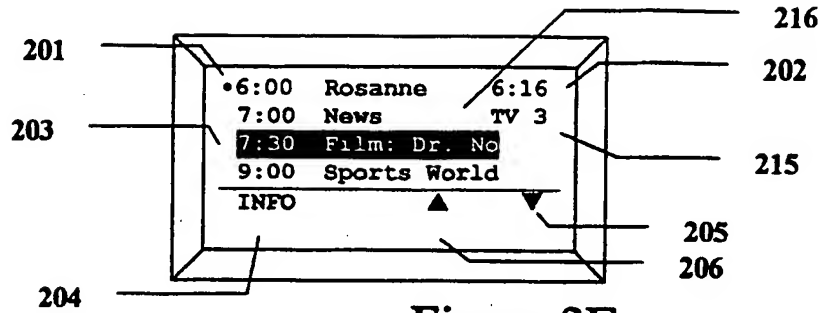 216
201
202
•6:00 Rosanne 6:16
7:00 News TV 3
203
7:30 Film: Dr. No
215
9:00 Sports World
INFO ▲ ▼
205
206
204